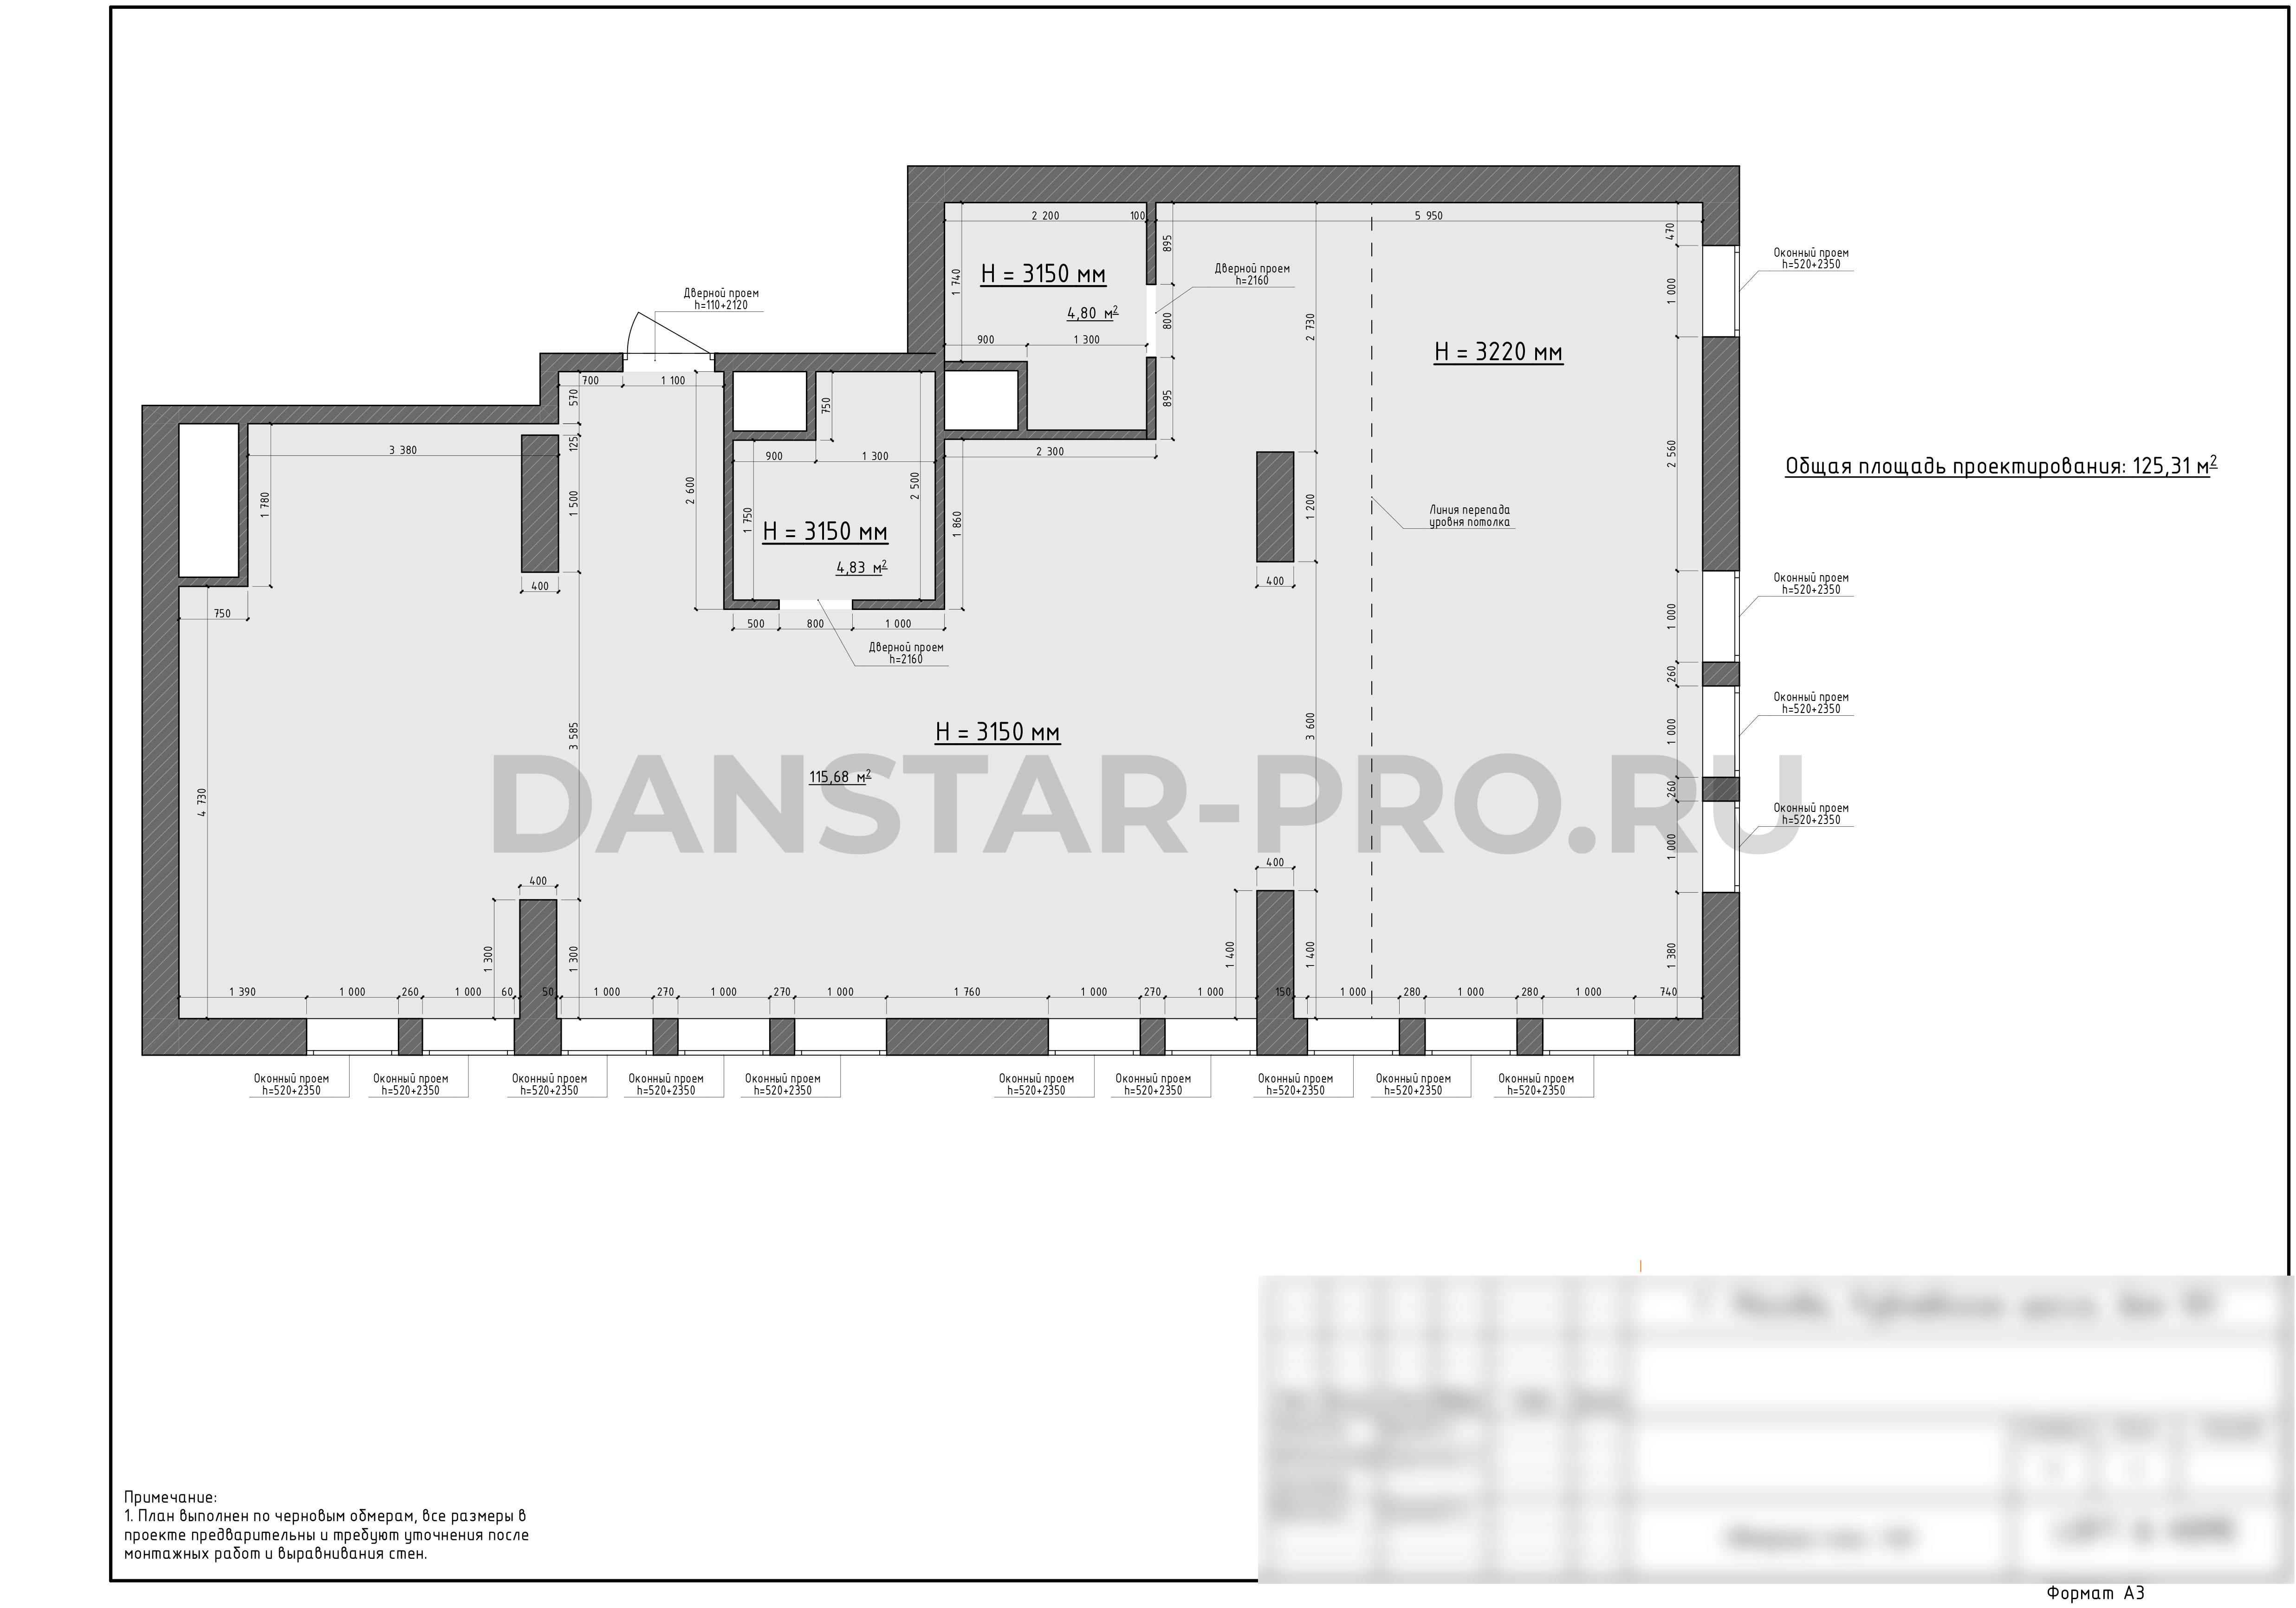 2 200
100
5 950
470
895
Оконный проем
h=520+2350
Дверной проем
h=2160
H = 3150 мм
1 740
1 000
Дверной проем
h=110+2120
4,80 м2
800
2 730
900
1 300
H = 3220 мм
700
1 100
570
750
895
125
3 380
900
1 300
2 300
2 560
Общая площадь проектирования: 125,31 м2
1 780
1 500
2 600
2 500
1 860
1 200
1 750
H = 3150 мм
Линия перепада
уровня потолка
4,83 м2
400
400
Оконный проем
h=520+2350
750
500
800
1 000
1 000
Дверной проем
h=2160
260
Оконный проем
h=520+2350
3 585
H = 3150 мм
3 600
1 000
115,68 м2
4 730
DANSTAR-PRO.RU
260
Оконный проем
h=520+2350
1 000
400
400
1 300
1 300
1 400
1 400
1 380
1 390
1 000
260
1 000
60
50
1 000
270
1 000
270
1 000
1 760
1 000
270
1 000
150
1 000
280
1 000
280
1 000
740
Оконный проем
h=520+2350
Оконный проем
h=520+2350
Оконный проем
h=520+2350
Оконный проем
h=520+2350
Оконный проем
h=520+2350
Оконный проем
h=520+2350
Оконный проем
h=520+2350
Оконный проем
h=520+2350
Оконный проем
h=520+2350
Оконный проем
h=520+2350
Примечание:
1. План выполнен по черновым обмерам, все размеры в
проекте предварительны и требуют уточнения после
монтажных работ и выравнивания стен.
Формат А3